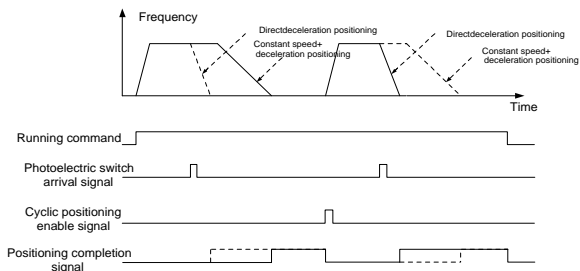 Frequency
Directdeceleration positioning
Constant speed+
deceleration positioning
Directdeceleration positioning
Constant speed+
deceleration positioning
Time
Running command
Photoelectric switch
arrival signal
Cyclic positioning
enable signal
Positioning completion
signal